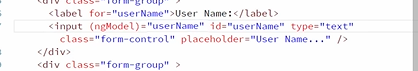 <div class="form-group" >
<label for="userName">User Name:</label>
<input (ngModel)="userName" id="userName" type="text"
class="form-control" placeholder="User Name..." />
</div>
<div class="form-group" >